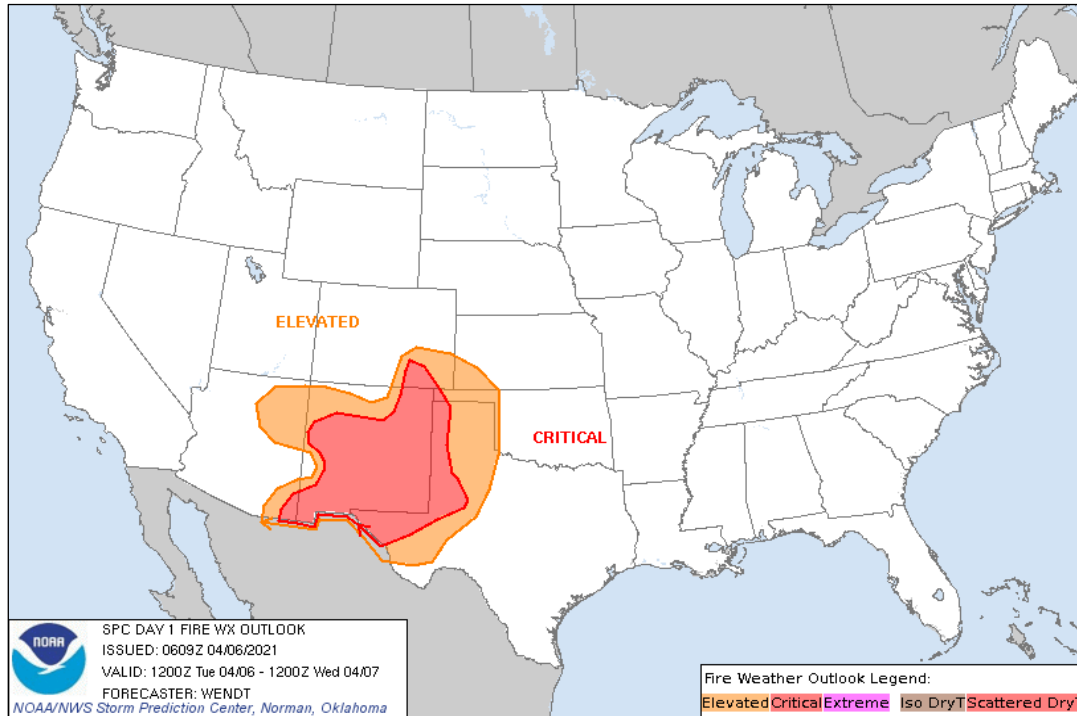 ELEVATED
CRITICAL
NOAA
SPC DAY 1 FIRE WX OUTLOOK
ISSUED: 0609Z 04/06/2021
VALID: 1200Z Tue 04/06 - 1200Z Wed 04/07
FORECASTER: WENDT
NOAA/NWS Storm Prediction Center, Norman, Oklahoma
Fire Weather Outlook Legend:
Elevated Critical Extreme Iso DryT Scattered DryT